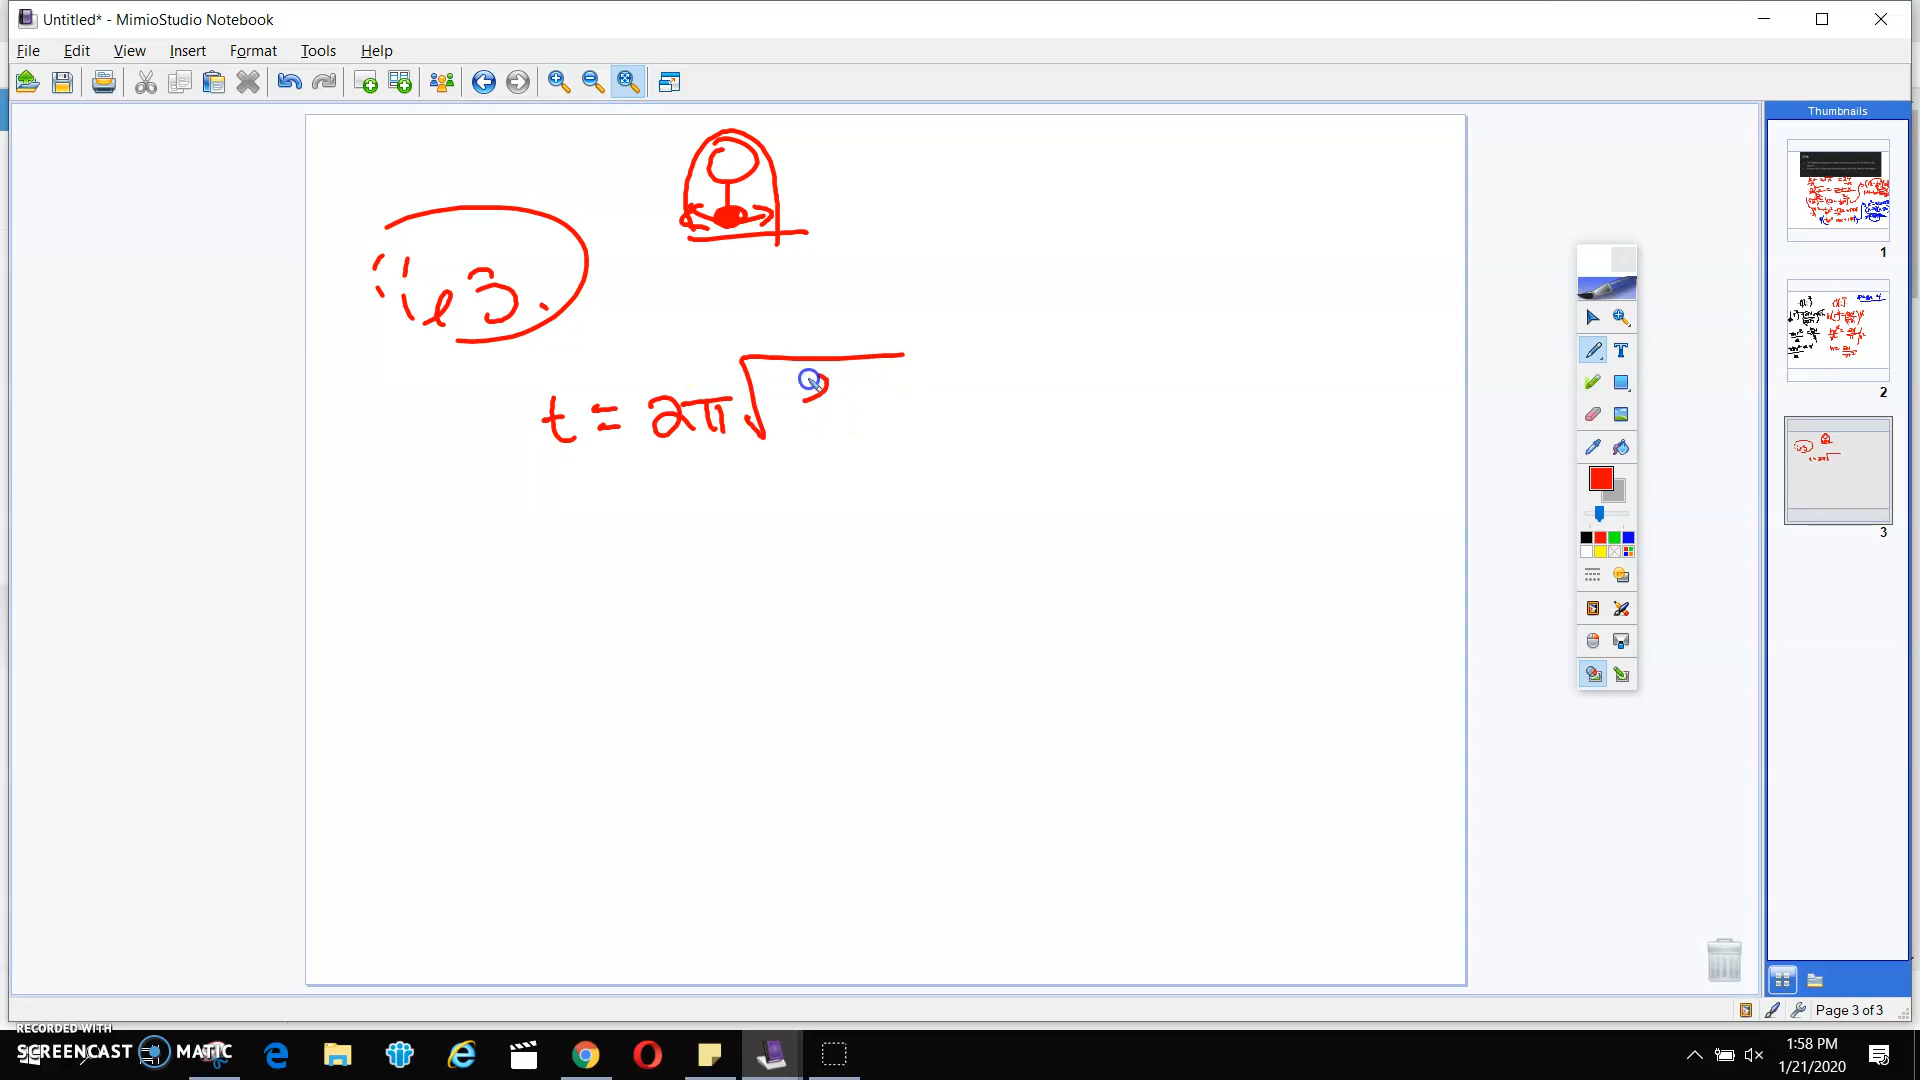 Untitled* - MimioStudio Notebook
File Edit View Insert Format Tools Help
Thumbnails
1
2
3
t = 2π√
Page 3 of 3
RECORDED WITH
SCREENCAST MATIC
1:58 PM
1/21/2020